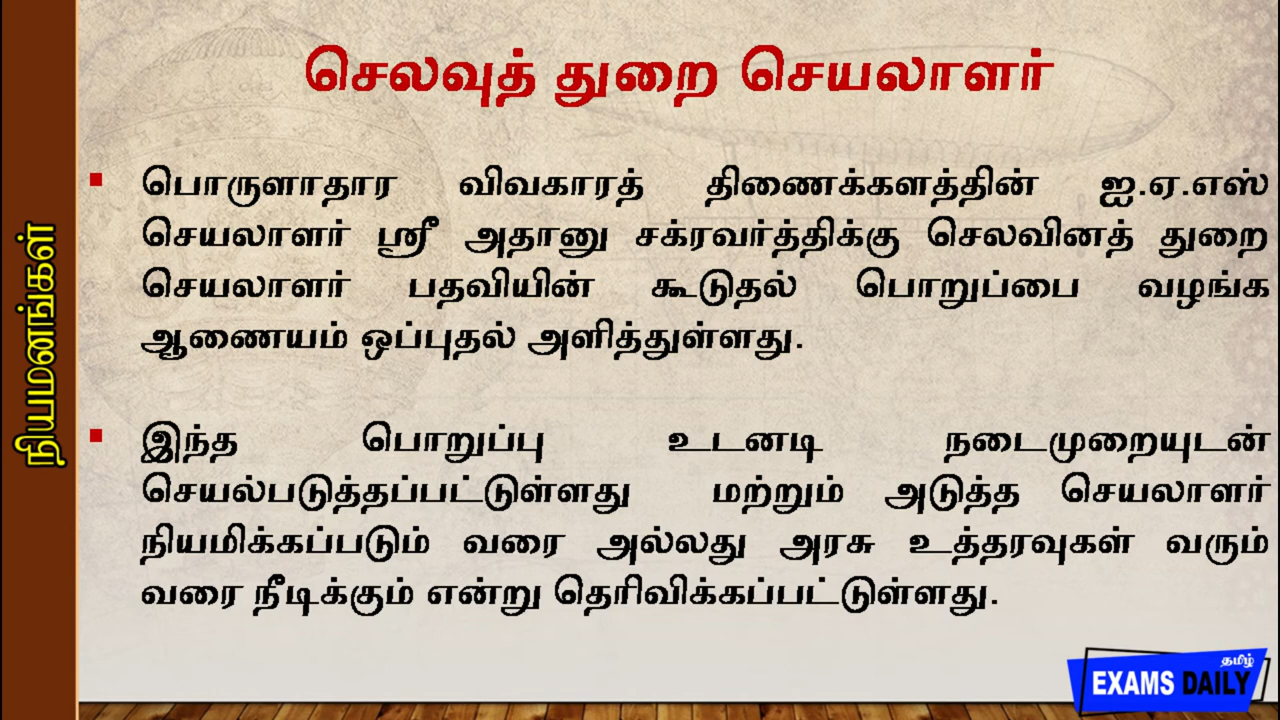 செலவுத் துறை செயலாளர்
நியமனங்கள்
▪ பொருளாதார விவகாரத் திணைக்களத்தின் ஐ.ஏ.எஸ்
செயலாளர் ஸ்ரீ அதானு சக்ரவர்த்திக்கு செலவினத் துறை
செயலாளர் பதவியின் கூடுதல் பொறுப்பை வழங்க
ஆணையம் ஒப்புதல் அளித்துள்ளது.
▪ இந்த பொறுப்பு உடனடி நடைமுறையுடன்
செயல்படுத்தப்பட்டுள்ளது மற்றும் அடுத்த செயலாளர்
நியமிக்கப்படும் வரை அல்லது அரசு உத்தரவுகள் வரும்
வரை நீடிக்கும் என்று தெரிவிக்கப்பட்டுள்ளது.
தமிழ்
EXAMS DAILY